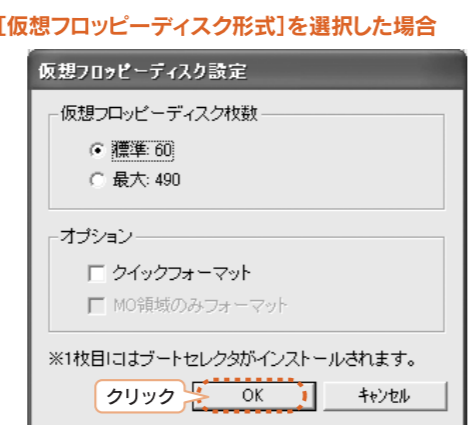 ［仮想フロッピーディスク形式］を選択した場合
仮想フロッピーディスク設定
仮想フロッピーディスク枚数
標準: 60
最大: 490
オプション
クイックフォーマット
MO領域のみフォーマット
※1枚目にはブートセレクタがインストールされます。
クリック
OK
キャンセル